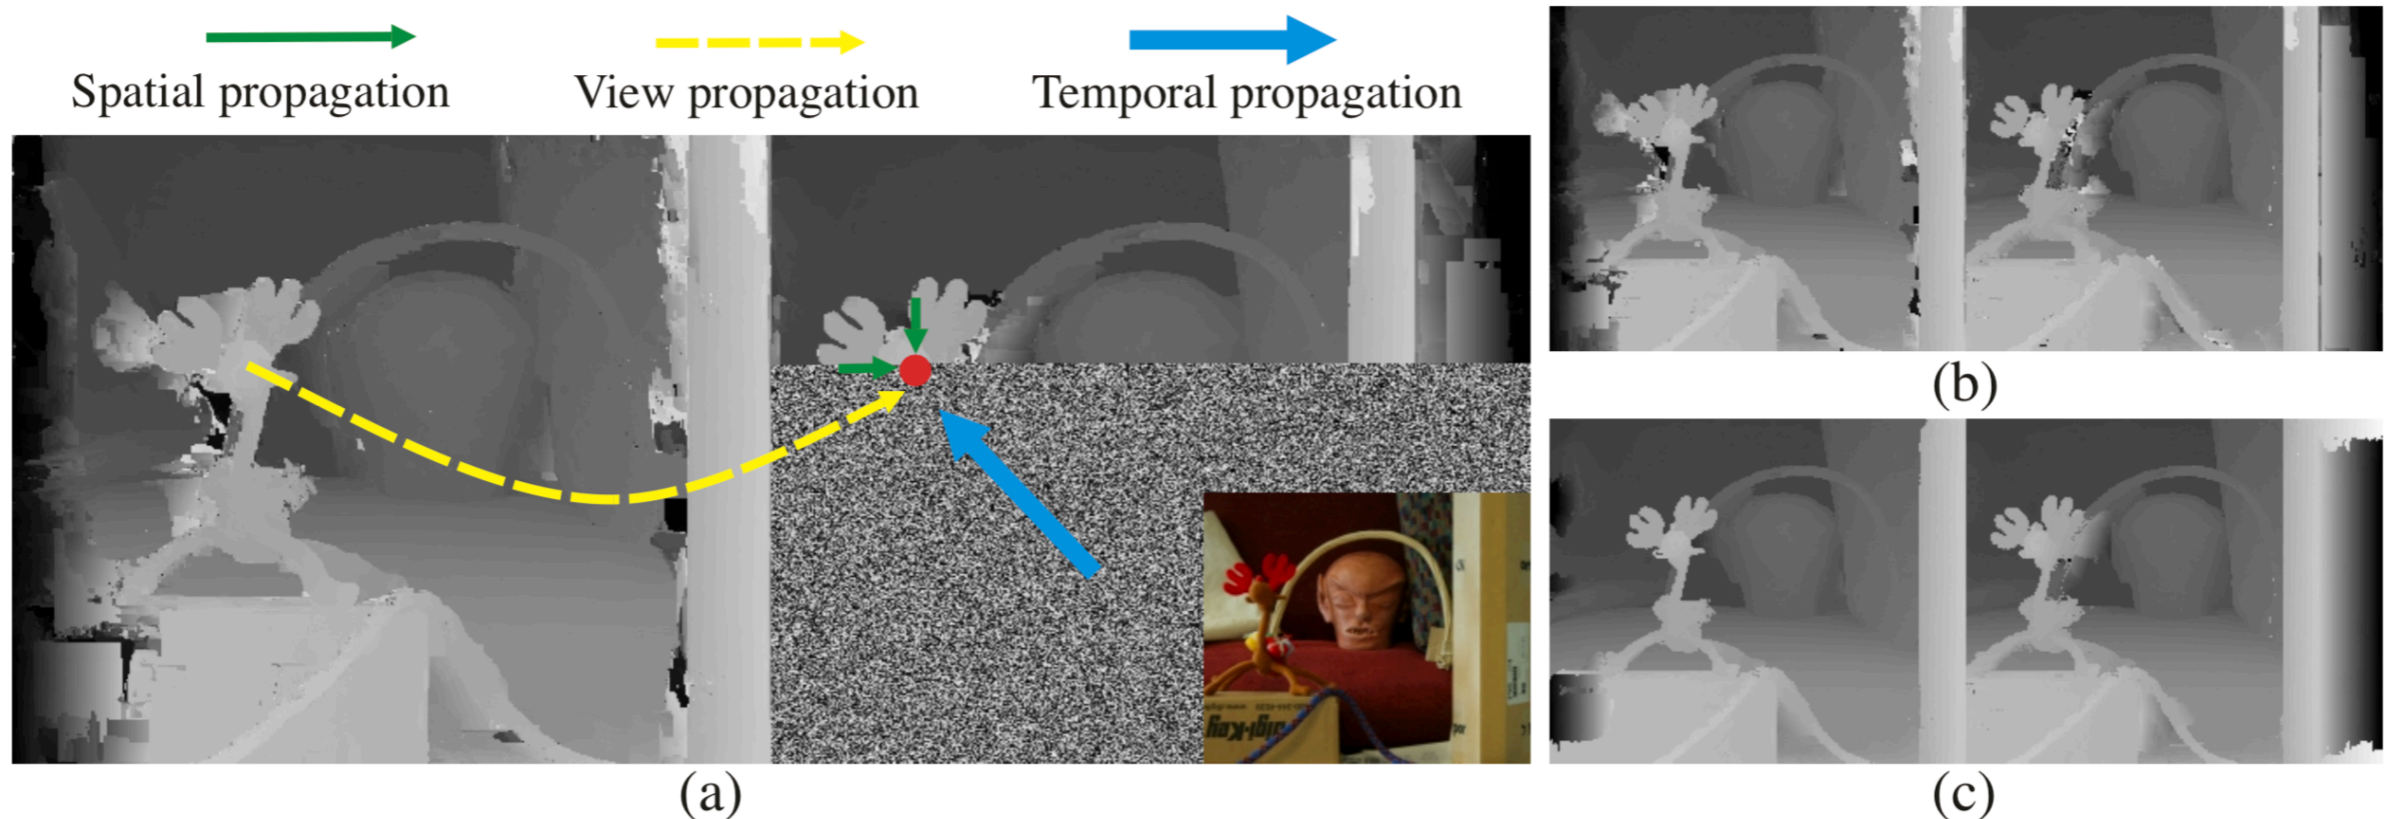 Spatial propagation
View propagation
Temporal propagation
(a)
(b)
(c)